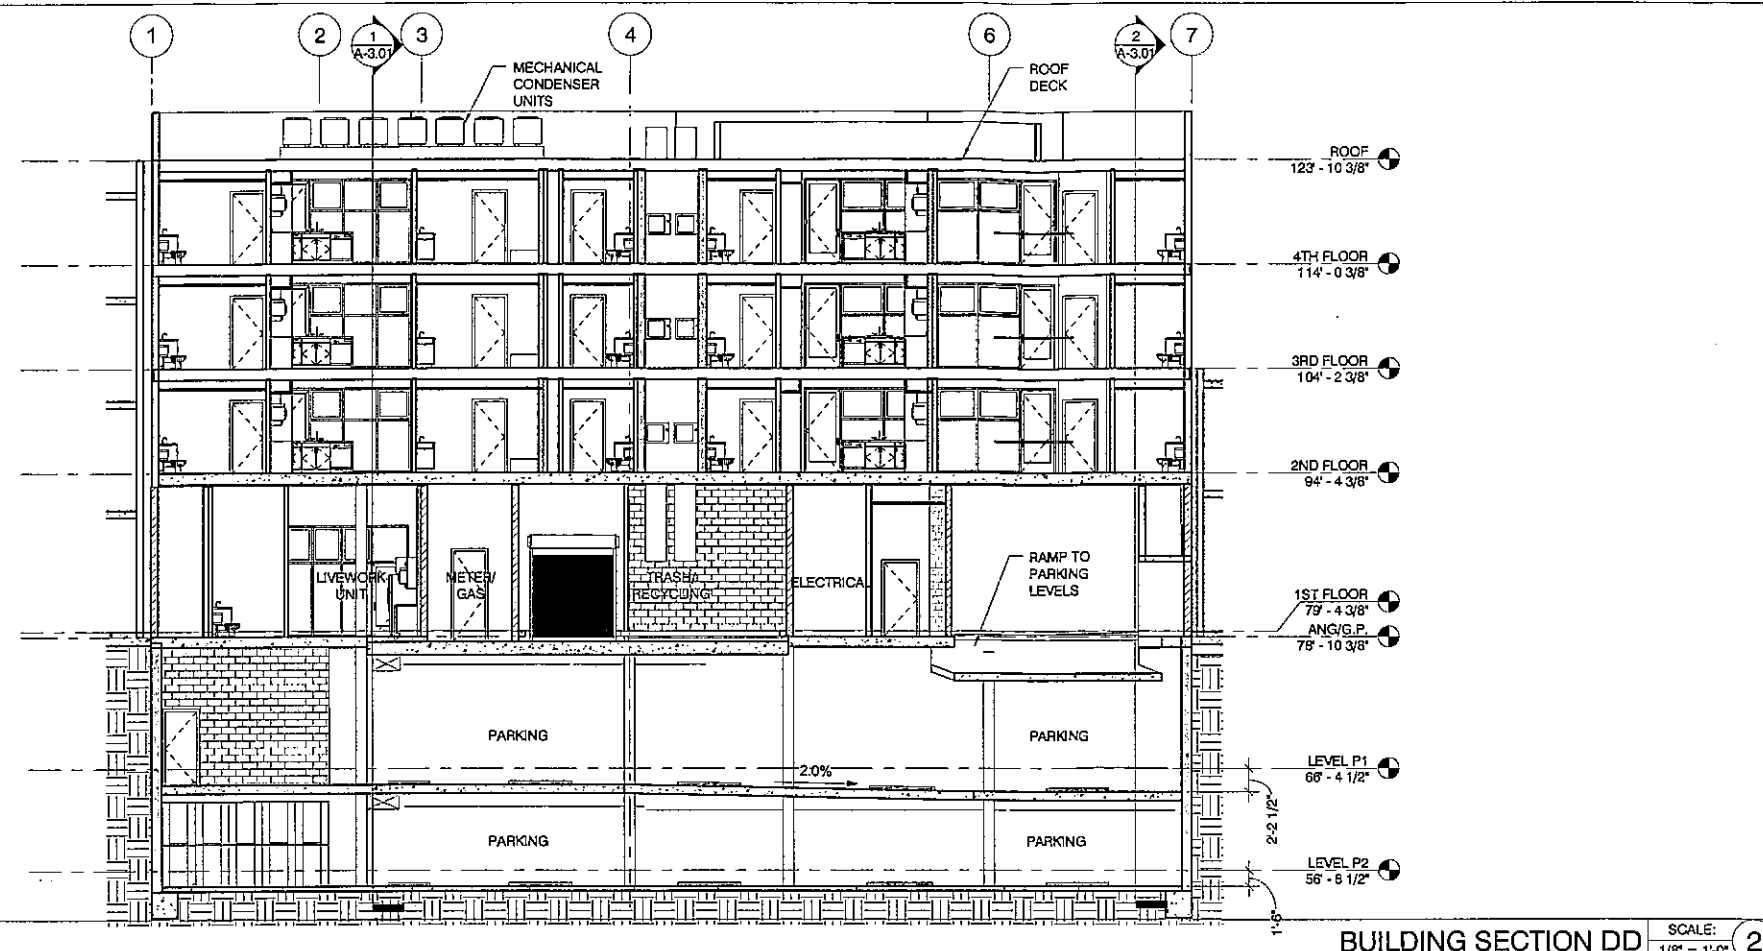 1
2
1
A-3.01
3
4
6
2
A-3.01
7
MECHANICAL
CONDENSER
UNITS
ROOF
DECK
ROOF
123' - 10 3/8"
4TH FLOOR
114' - 0 3/8"
3RD FLOOR
104' - 2 3/8"
2ND FLOOR
94' - 4 3/8"
LIVEWORK
UNIT
METER/
GAS
TRASH/
RECYCLING
ELECTRICAL
RAMP TO
PARKING
LEVELS
1ST FLOOR
79' - 4 3/8"
ANG/G.P.
78' - 10 3/8"
PARKING
PARKING
2.0%
LEVEL P1
66' - 4 1/2"
2'-2 1/2"
PARKING
PARKING
LEVEL P2
56' - 8 1/2"
1'-6"
BUILDING SECTION DD
SCALE:
1/8" = 1'-0"
2